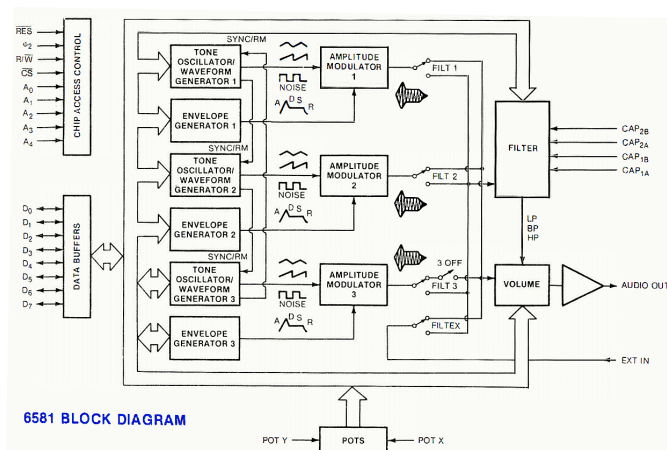 RES
φ2
R/W
CS
A0
A1
A2
A3
A4
CHIP ACCESS CONTROL
D0
D1
D2
D3
D4
D5
D6
D7
DATA BUFFERS
SYNC/RM
TONE
OSCILLATOR/
WAVEFORM
GENERATOR 1
NOISE
AMPLITUDE
MODULATOR
1
FILT 1
ENVELOPE
GENERATOR 1
A D S R
SYNC/RM
TONE
OSCILLATOR/
WAVEFORM
GENERATOR 2
NOISE
AMPLITUDE
MODULATOR
2
FILT 2
ENVELOPE
GENERATOR 2
A D S R
SYNC/RM
TONE
OSCILLATOR/
WAVEFORM
GENERATOR 3
NOISE
AMPLITUDE
MODULATOR
3
3 OFF
FILT 3
ENVELOPE
GENERATOR 3
A D S R
FILTEX
FILTER
CAP2B
CAP2A
CAP1B
CAP1A
LP
BP
HP
VOLUME
AUDIO OUT
EXT IN
6581 BLOCK DIAGRAM
POT Y
POTS
POT X